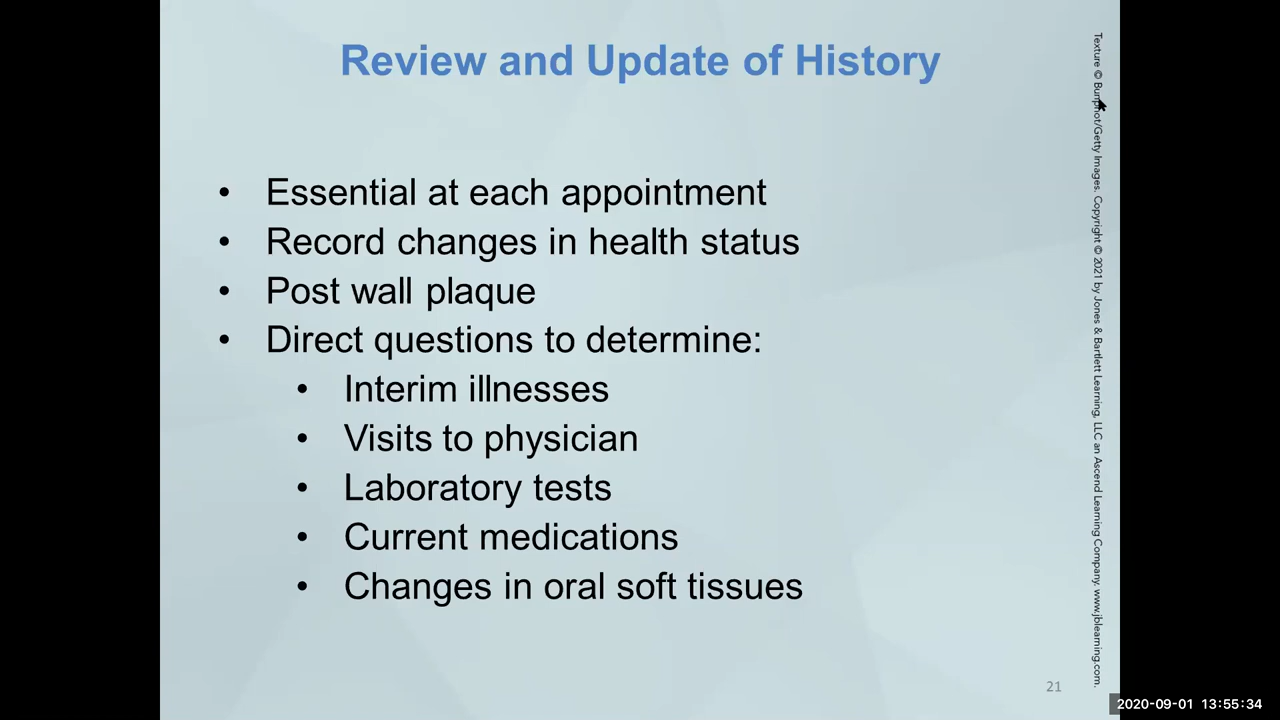 Review and Update of History
• Essential at each appointment
• Record changes in health status
• Post wall plaque
• Direct questions to determine:
• Interim illnesses
• Visits to physician
• Laboratory tests
• Current medications
• Changes in oral soft tissues
Texture © Bunphot/Getty Images. Copyright © 2021 by Jones & Bartlett Learning, LLC an Ascend Learning Company. www.jblearning.com.
21
2020-09-01 13:55:34